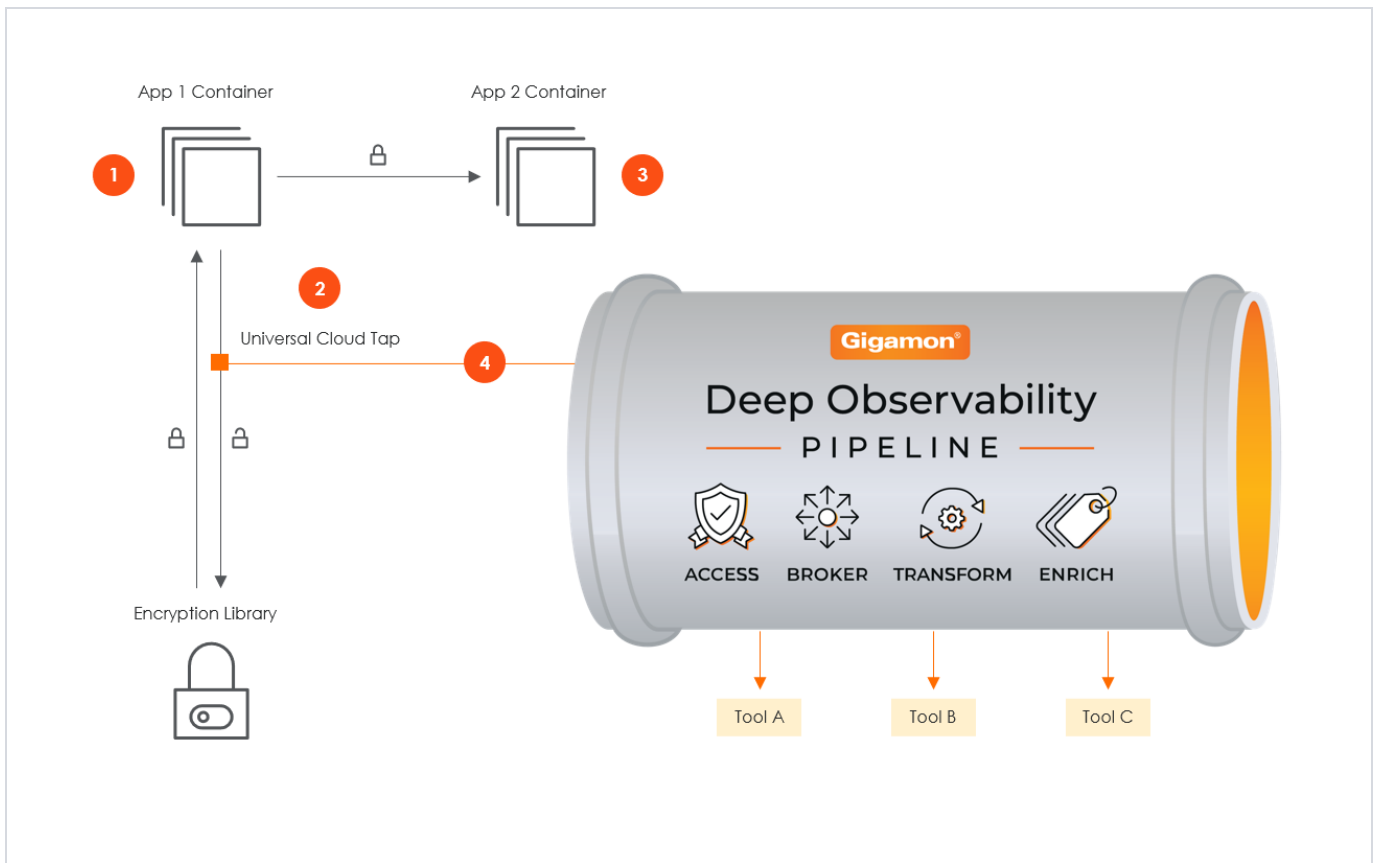 App 1 Container
App 2 Container
1
3
2
Universal Cloud Tap
4
Gigamon®
Deep Observability
PIPELINE
ACCESS
BROKER
TRANSFORM
ENRICH
Encryption Library
Tool A
Tool B
Tool C